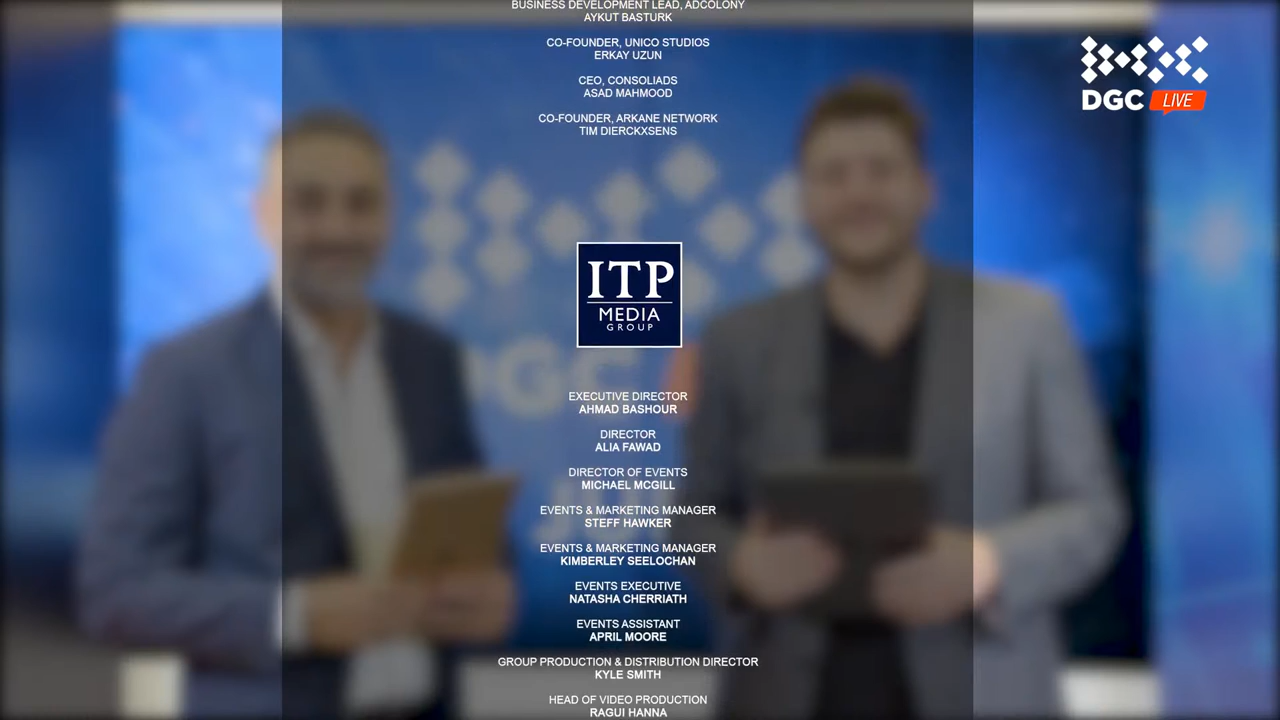 BUSINESS DEVELOPMENT LEAD, ADCOLONY
AYKUT BASTURK
CO-FOUNDER, UNICO STUDIOS
ERKAY UZUN
CEO, CONSOLIADS
ASAD MAHMOOD
CO-FOUNDER, ARKANE NETWORK
TIM DIERCKXSENS
DGC LIVE
ITP
MEDIA
GROUP
DGC
EXECUTIVE DIRECTOR
AHMAD BASHOUR
DIRECTOR
ALIA FAWAD
DIRECTOR OF EVENTS
MICHAEL MCGILL
EVENTS & MARKETING MANAGER
STEFF HAWKER
EVENTS & MARKETING MANAGER
KIMBERLEY SEELOCHAN
EVENTS EXECUTIVE
NATASHA CHERRIATH
EVENTS ASSISTANT
APRIL MOORE
GROUP PRODUCTION & DISTRIBUTION DIRECTOR
KYLE SMITH
HEAD OF VIDEO PRODUCTION
RAGUI HANNA